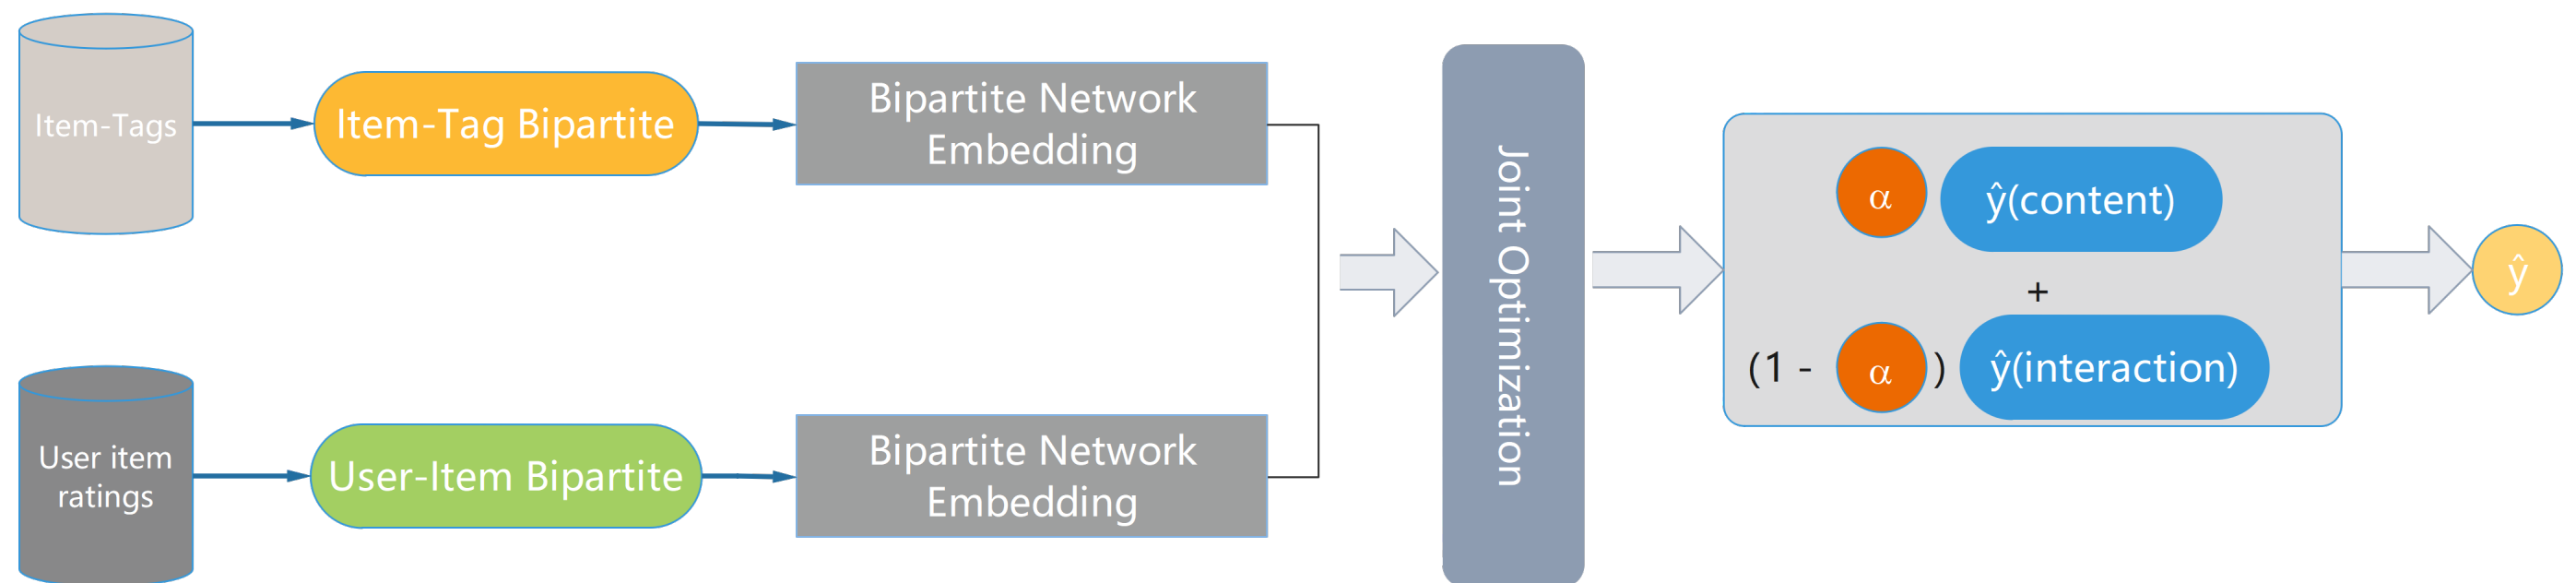 Item-Tags
Item-Tag Bipartite
Bipartite Network
Embedding
User item
ratings
User-Item Bipartite
Bipartite Network
Embedding
Joint Optimization
α ŷ(content)
+
(1 - α ) ŷ(interaction)
ŷ